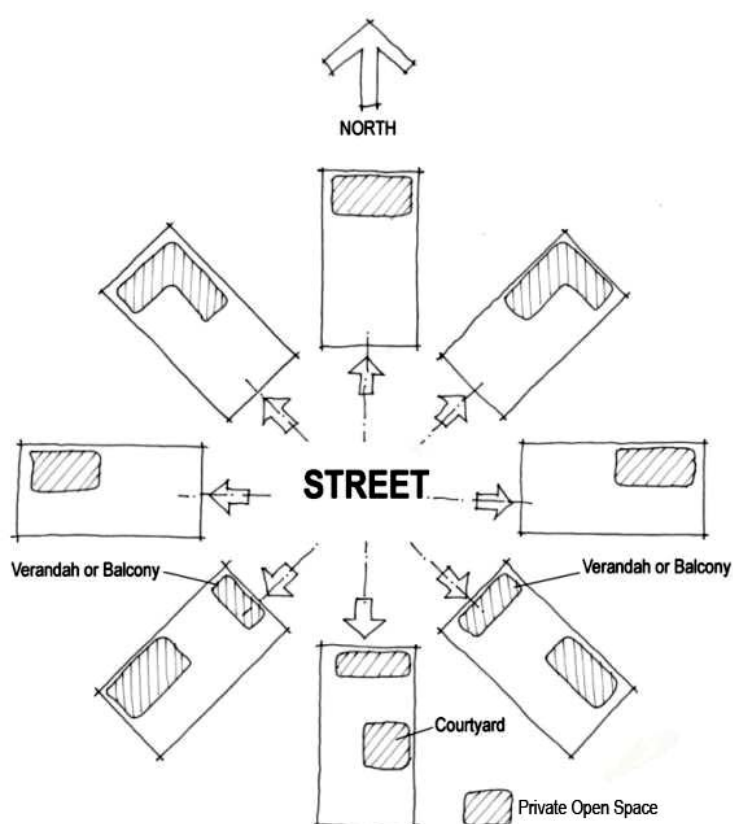 NORTH
STREET
Verandah or Balcony
Verandah or Balcony
Courtyard
Private Open Space